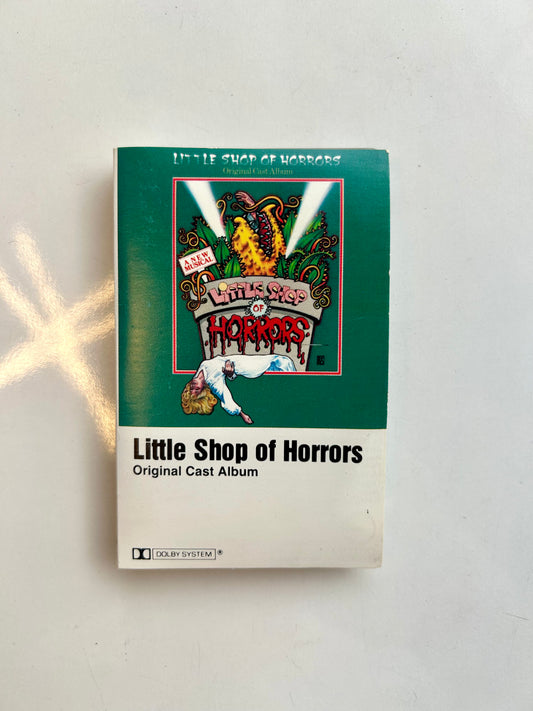 LITTLE SHOP OF HORRORS
Original Cast Album
A NEW
MUSICAL
LITTLE SHOP
OF
HORRORS
Little Shop of Horrors
Original Cast Album
DOLBY SYSTEM ®